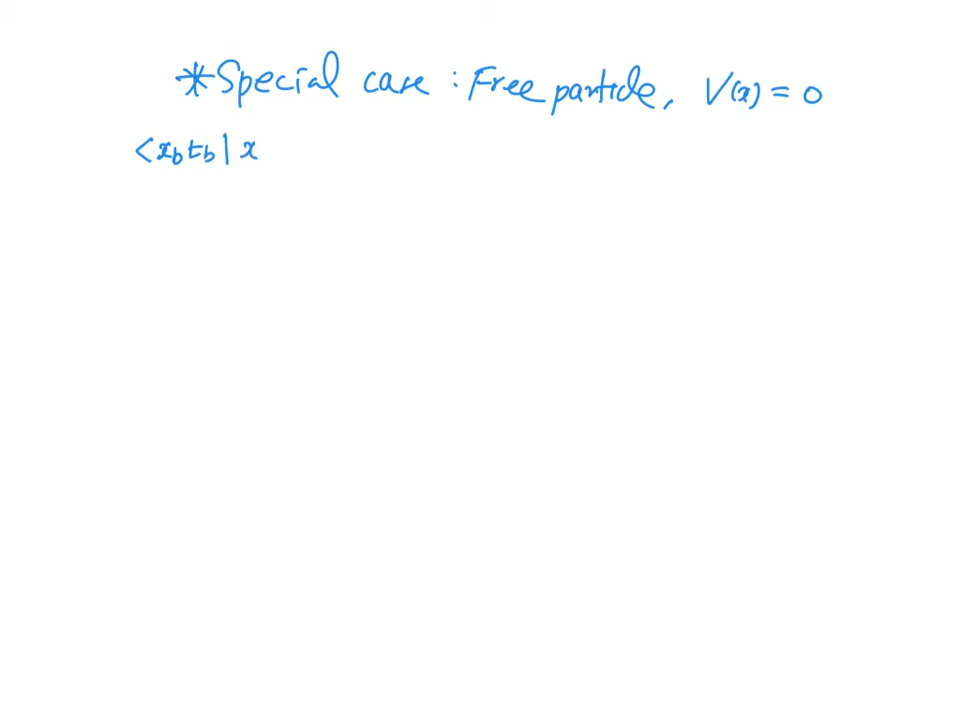 *Special case : Free particle, V(x) = 0
<x_b t_b | x